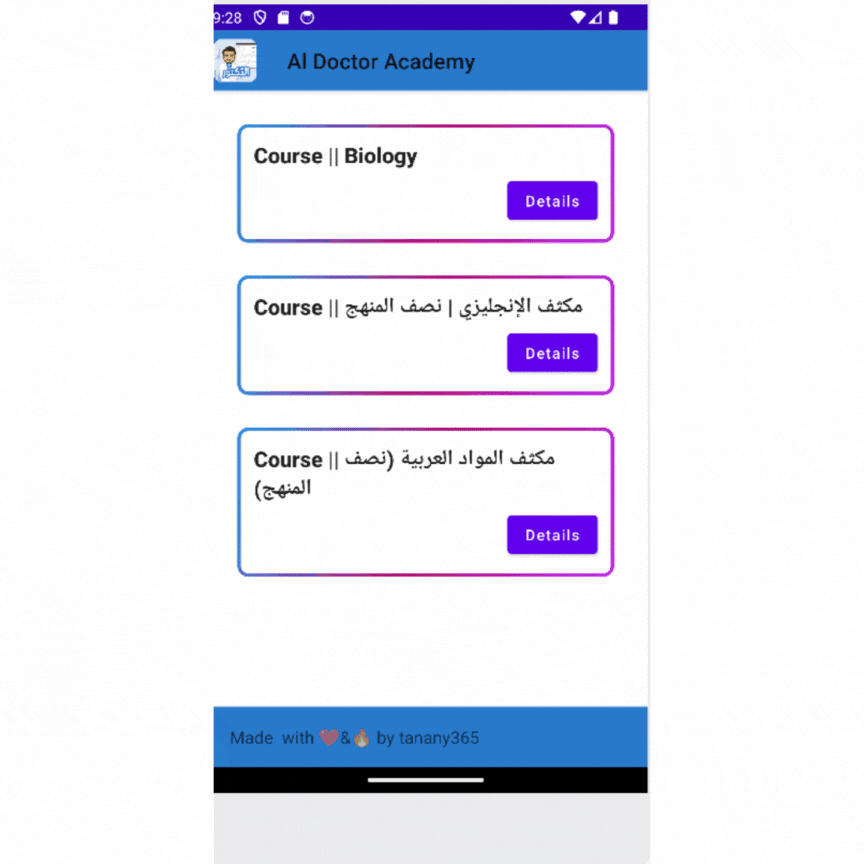 9:28
الدكتور
Al Doctor Academy
Course || Biology
Details
Course || مكثف الإنجليزي | نصف المنهج
Details
Course || مكثف المواد العربية (نصف
المنهج)
Details
Made with ❤️&🔥 by tanany365